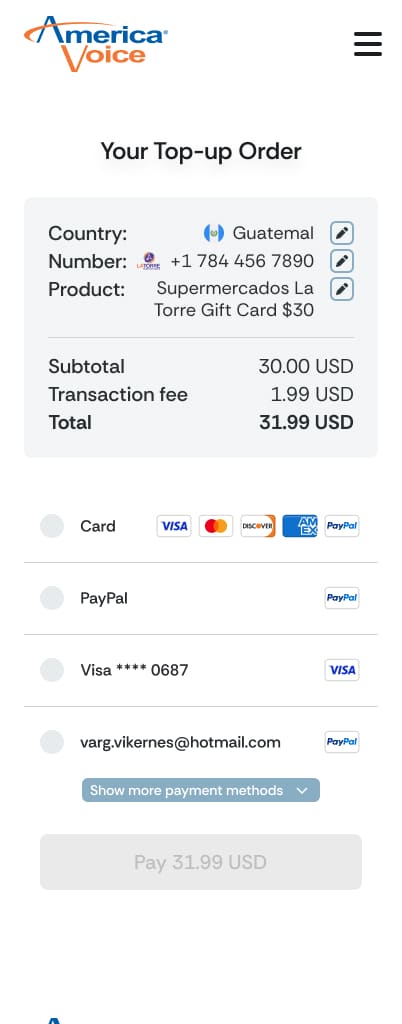 America
Voice
Your Top-up Order
Country: Guatemal
Number: LA TORRE +1 784 456 7890
Product: Supermercados La
Torre Gift Card $30
Subtotal 30.00 USD
Transaction fee 1.99 USD
Total 31.99 USD
Card VISA DISCOVER AM EX PayPal
PayPal PayPal
Visa **** 0687 VISA
varg.vikernes@hotmail.com PayPal
Show more payment methods
Pay 31.99 USD